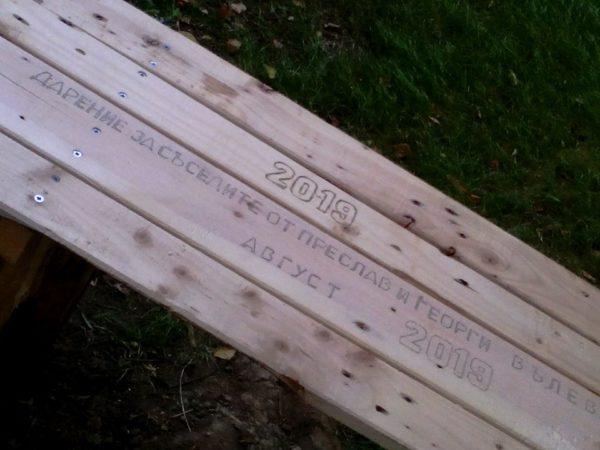 2019
ДАРЕНИЕ ЗА СЪСЕЛИТЕ ОТ ПРЕСЛАВ И ГЕОРГИ ВЪЛЕВ
АВГУСТ 2019